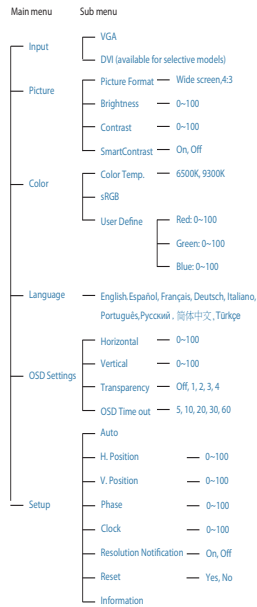 Main menu Sub menu
Input VGA
DVI (available for selective models)
Picture Picture Format Wide screen,4:3
Brightness 0~100
Contrast 0~100
SmartContrast On, Off
Color Color Temp. 6500K, 9300K
sRGB
User Define Red: 0~100
Green: 0~100
Blue: 0~100
Language English.Español, Français, Deutsch, Italiano,
Português,Русский , 简体中文,Türkçe
OSD Settings Horizontal 0~100
Vertical 0~100
Transparency Off, 1, 2, 3, 4
OSD Time out 5, 10, 20, 30, 60
Setup Auto
H. Position 0~100
V. Position 0~100
Phase 0~100
Clock 0~100
Resolution Notification On, Off
Reset Yes, No
Information